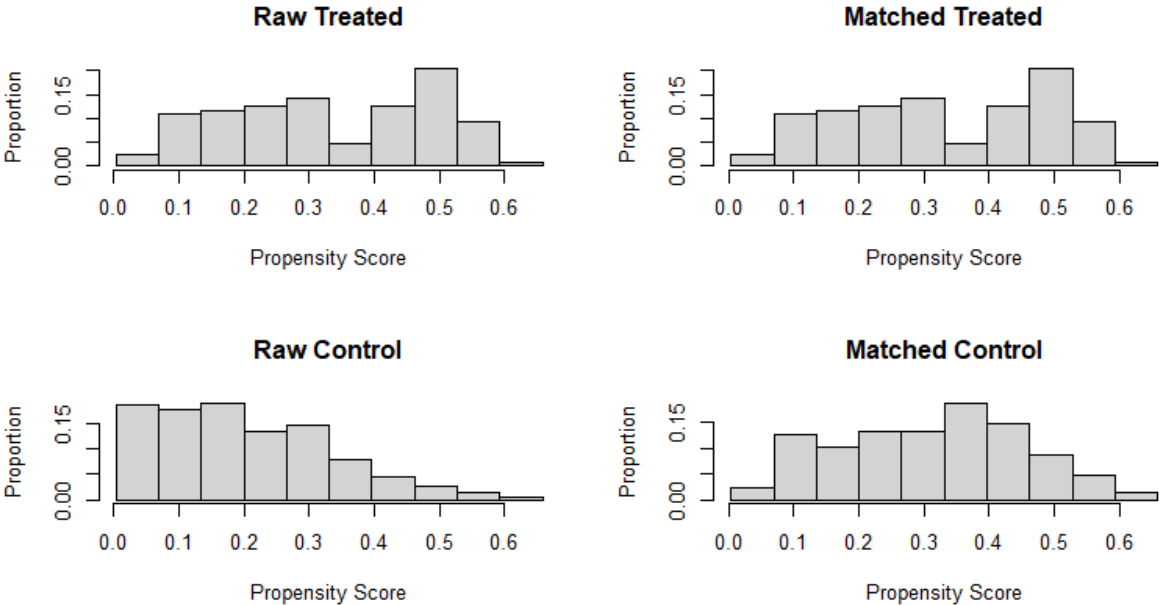 Raw Treated
Proportion
0.00 0.15
0.0 0.1 0.2 0.3 0.4 0.5 0.6
Propensity Score
Matched Treated
Proportion
0.00 0.15
0.0 0.1 0.2 0.3 0.4 0.5 0.6
Propensity Score
Raw Control
Proportion
0.00 0.15
0.0 0.1 0.2 0.3 0.4 0.5 0.6
Propensity Score
Matched Control
Proportion
0.00 0.15
0.0 0.1 0.2 0.3 0.4 0.5 0.6
Propensity Score